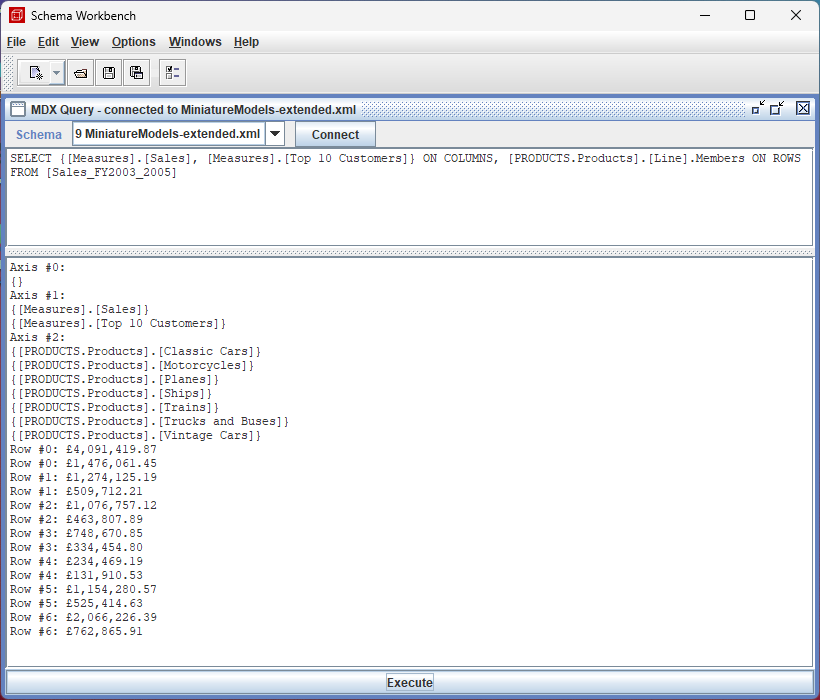 Schema Workbench
File Edit View Options Windows Help
MDX Query - connected to MiniatureModels-extended.xml
Schema 9 MiniatureModels-extended.xml Connect
SELECT {[Measures].[Sales], [Measures].[Top 10 Customers]} ON COLUMNS, [PRODUCTS.Products].[Line].Members ON ROWS
FROM [Sales_FY2003_2005]
Axis #0:
{}
Axis #1:
{[Measures].[Sales]}
{[Measures].[Top 10 Customers]}
Axis #2:
{[PRODUCTS.Products].[Classic Cars]}
{[PRODUCTS.Products].[Motorcycles]}
{[PRODUCTS.Products].[Planes]}
{[PRODUCTS.Products].[Ships]}
{[PRODUCTS.Products].[Trains]}
{[PRODUCTS.Products].[Trucks and Buses]}
{[PRODUCTS.Products].[Vintage Cars]}
Row #0: £4,091,419.87
Row #0: £1,476,061.45
Row #1: £1,274,125.19
Row #1: £509,712.21
Row #2: £1,076,757.12
Row #2: £463,807.89
Row #3: £748,670.85
Row #3: £334,454.80
Row #4: £234,469.19
Row #4: £131,910.53
Row #5: £1,154,280.57
Row #5: £525,414.63
Row #6: £2,066,226.39
Row #6: £762,865.91
Execute